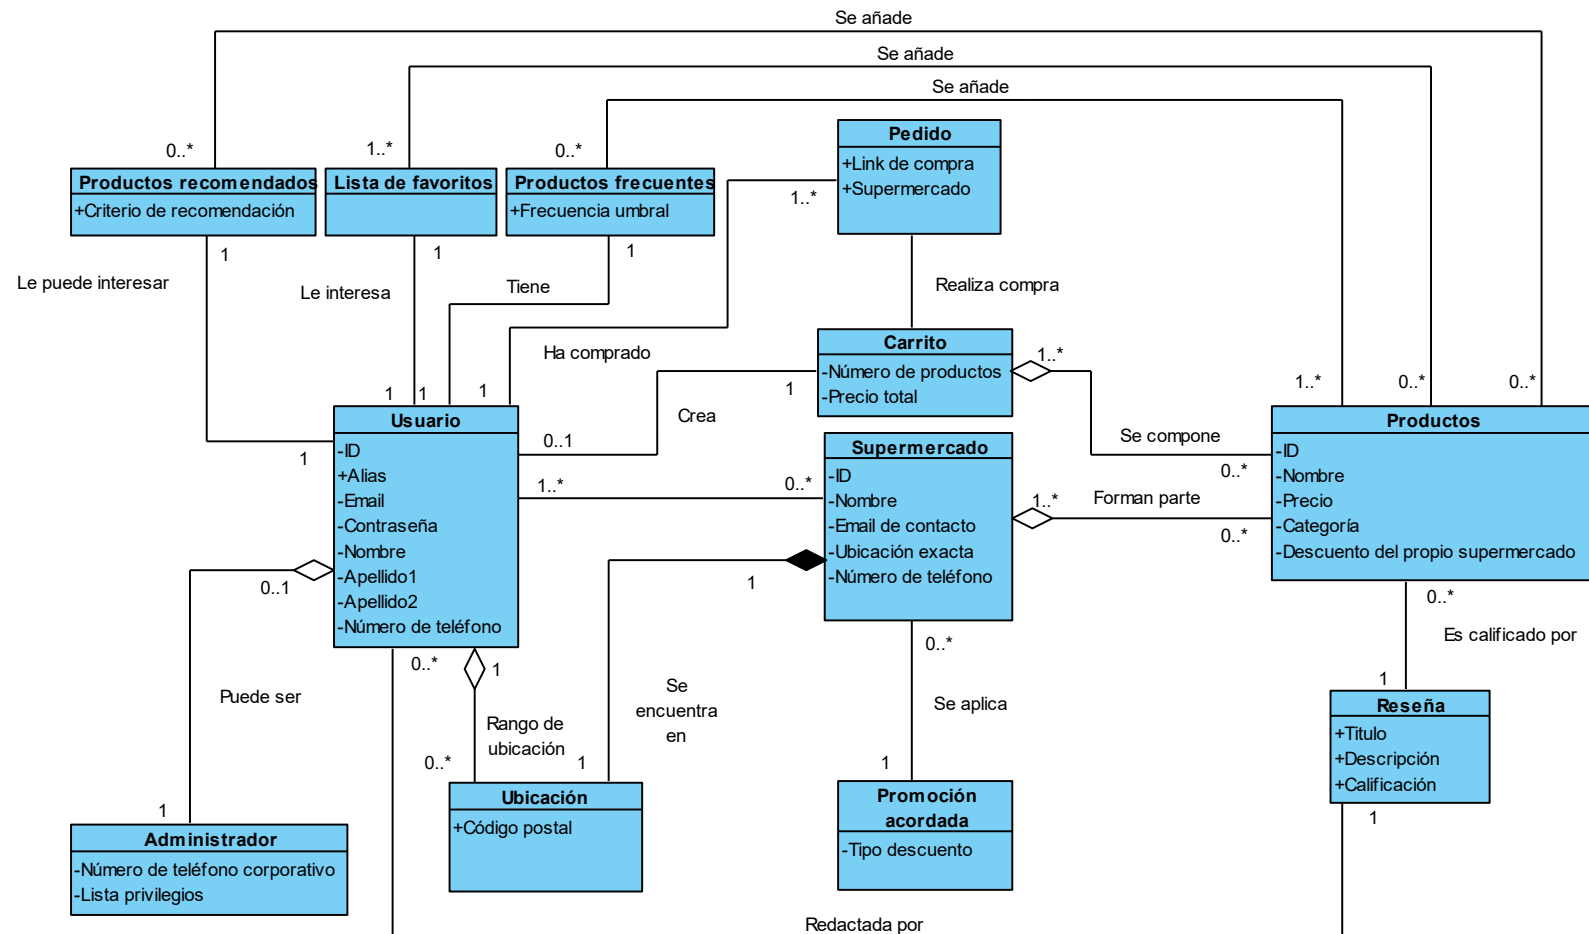 Se añade
Se añade
Se añade
0..*
1..*
0..*
Productos recomendados
+Criterio de recomendación
Lista de favoritos
Productos frecuentes
+Frecuencia umbral
Pedido
+Link de compra
+Supermercado
1..*
1
1
1
Le puede interesar
Le interesa
Tiene
Realiza compra
Ha comprado
Carrito
-Número de productos
-Precio total
1..*
1
1
1
1
1
1..*
0..*
0..*
Crea
0..1
1
Usuario
-ID
+Alias
-Email
-Contraseña
-Nombre
-Apellido1
-Apellido2
-Número de teléfono
Supermercado
-ID
-Nombre
-Email de contacto
-Ubicación exacta
-Número de teléfono
Productos
-ID
-Nombre
-Precio
-Categoría
-Descuento del propio supermercado
Se compone
0..*
1..*
0..*
1..*
Forman parte
0..*
0..1
1
0..*
1
0..*
0..*
Es calificado por
Puede ser
Se
encuentra
en
Se aplica
Rango de
ubicación
0..*
1
1
1
1
Reseña
+Titulo
+Descripción
+Calificación
1
Administrador
-Número de teléfono corporativo
-Lista privilegios
Ubicación
+Código postal
Promoción
acordada
-Tipo descuento
Redactada por